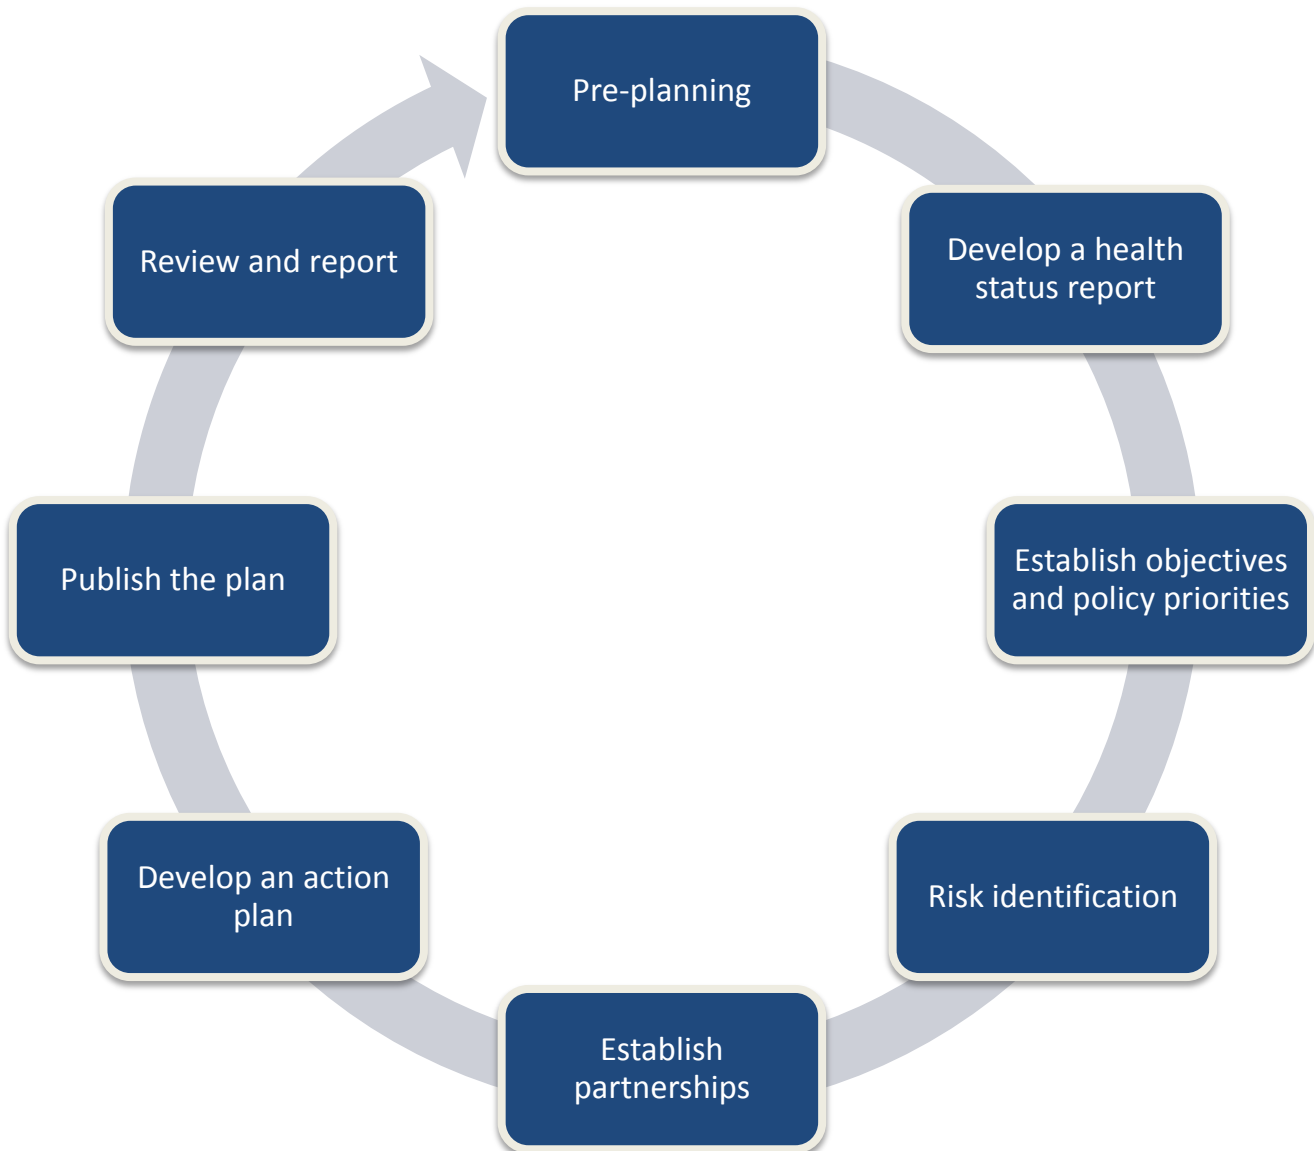 Pre-planning
Develop a health
status report
Establish objectives
and policy priorities
Risk identification
Establish
partnerships
Develop an action
plan
Publish the plan
Review and report